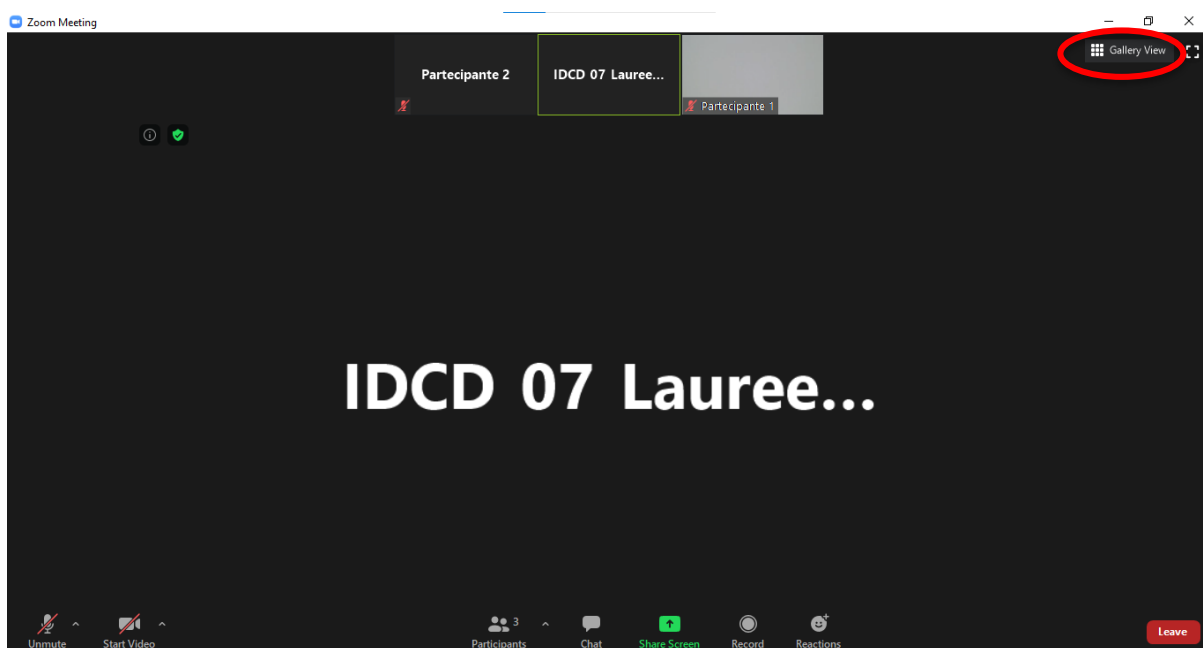 Zoom Meeting
Gallery View
Partecipante 2
IDCD 07 Lauree...
Partecipante 1
IDCD 07 Lauree...
3
Unmute
Start Video
Participants
Chat
Share Screen
Record
Reactions
Leave